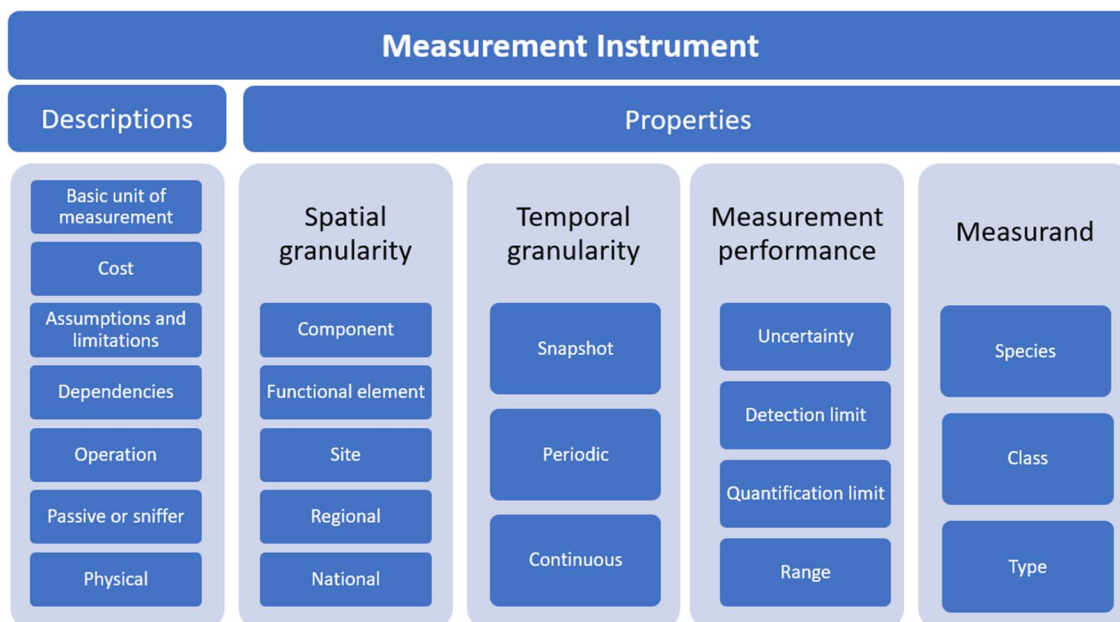 Measurement Instrument
Descriptions
Properties
Basic unit of
measurement
Cost
Assumptions and
limitations
Dependencies
Operation
Passive or sniffer
Physical
Spatial
granularity
Component
Functional element
Site
Regional
National
Temporal
granularity
Snapshot
Periodic
Continuous
Measurement
performance
Uncertainty
Detection limit
Quantification limit
Range
Measurand
Species
Class
Type